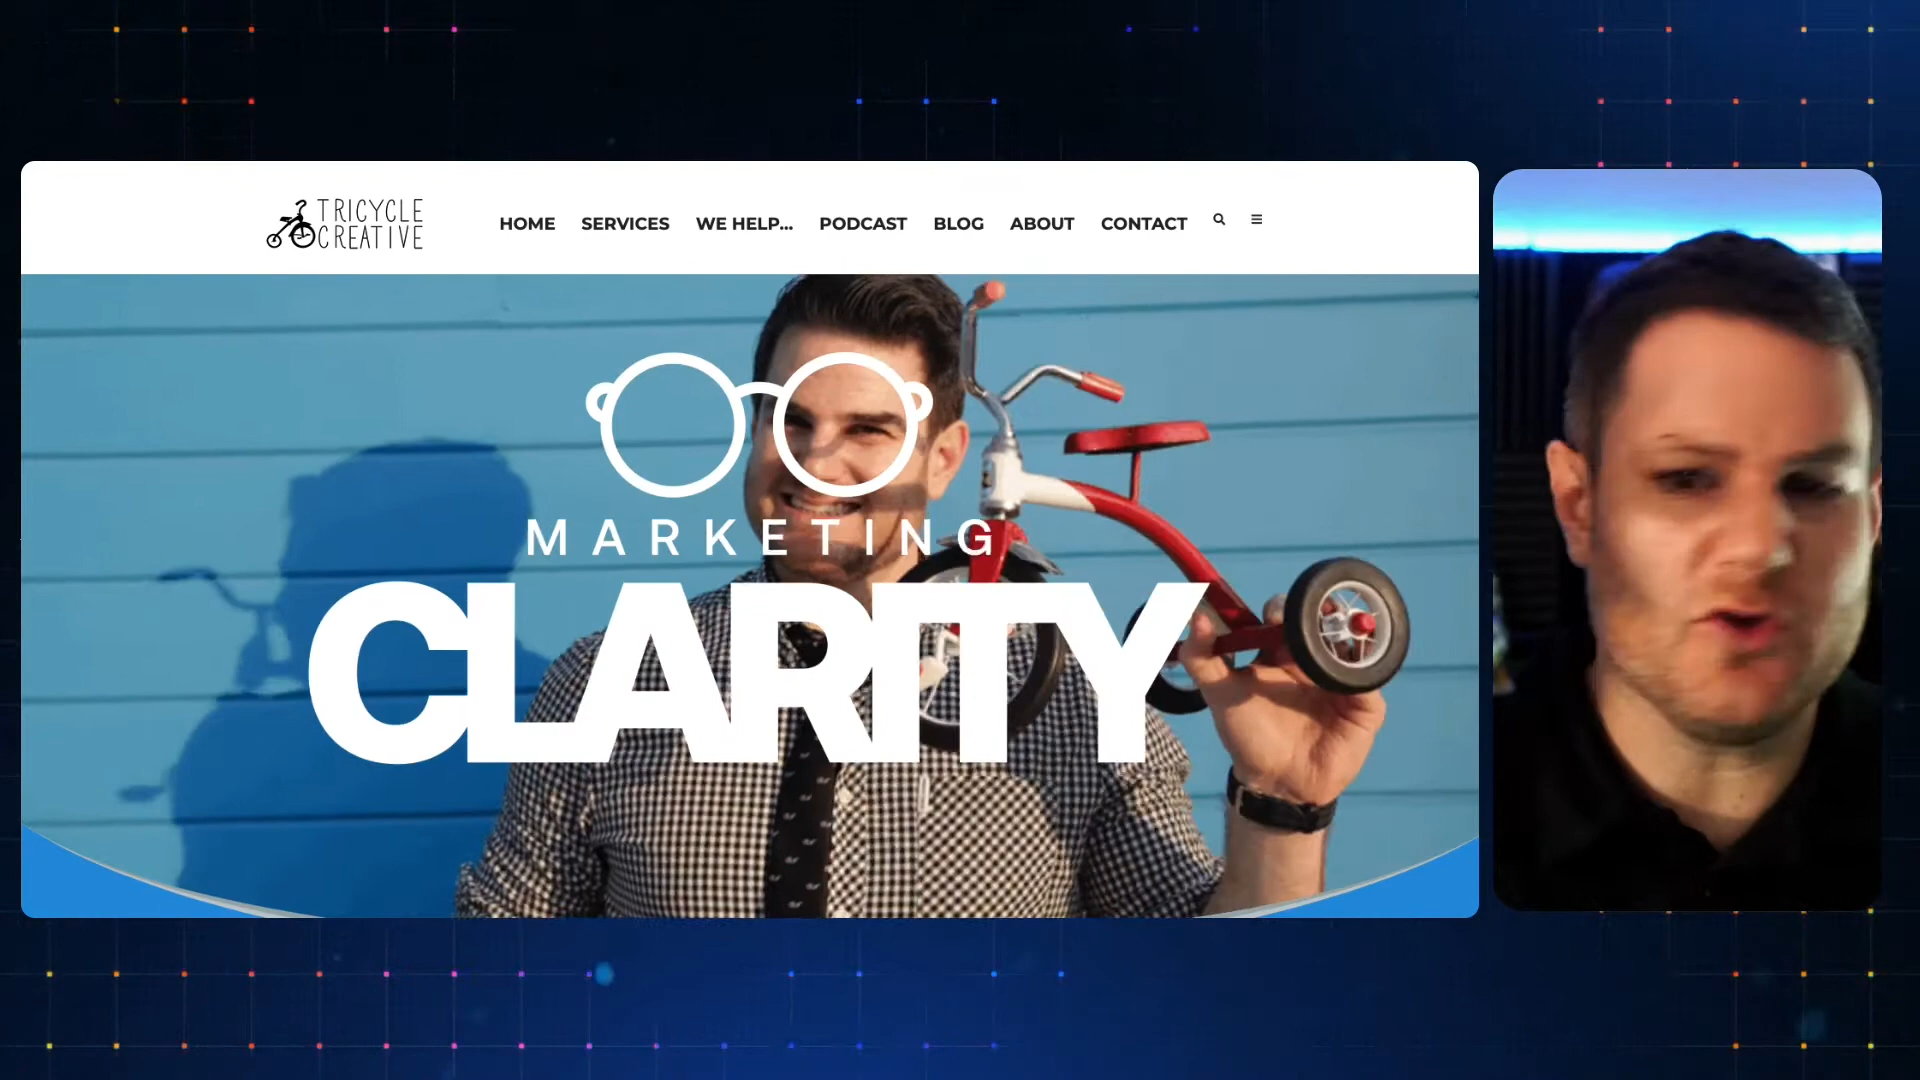 TRICYCLE
CREATIVE
HOME SERVICES WE HELP... PODCAST BLOG ABOUT CONTACT
MARKETING
CLARITY